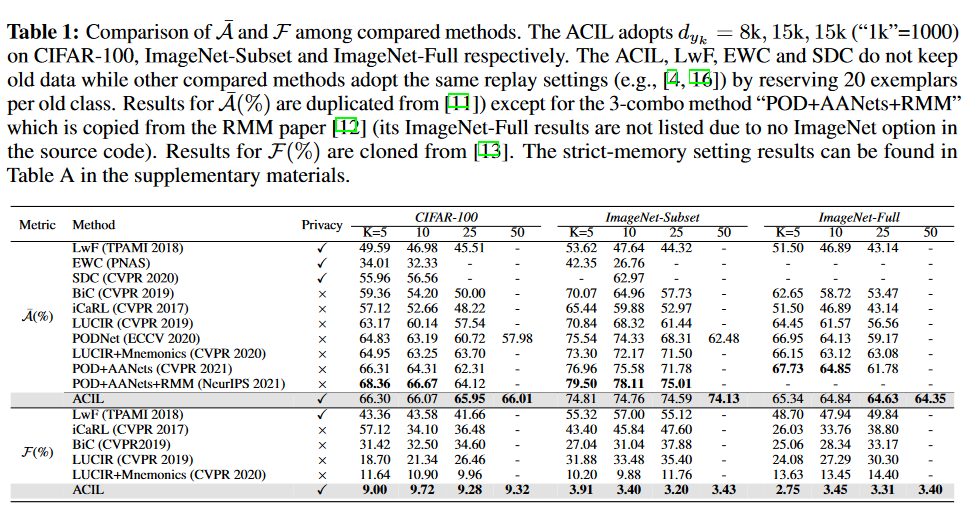 Table 1: Comparison of Ā and F among compared methods. The ACIL adopts d_{y_k} = 8k, 15k, 15k (“1k”=1000)
on CIFAR-100, ImageNet-Subset and ImageNet-Full respectively. The ACIL, LwF, EWC and SDC do not keep
old data while other compared methods adopt the same replay settings (e.g., [4, 16]) by reserving 20 exemplars
per old class. Results for Ā(%) are duplicated from [11]) except for the 3-combo method “POD+AANets+RMM”
which is copied from the RMM paper [12] (its ImageNet-Full results are not listed due to no ImageNet option in
the source code). Results for F(%) are cloned from [13]. The strict-memory setting results can be found in
Table A in the supplementary materials.
Metric Method Privacy CIFAR-100 ImageNet-Subset ImageNet-Full
K=5 10 25 50 K=5 10 25 50 K=5 10 25 50
Ā(%)
LwF (TPAMI 2018) ✓ 49.59 46.98 45.51 - 53.62 47.64 44.32 - 51.50 46.89 43.14 -
EWC (PNAS) ✓ 34.01 32.33 - - 42.35 26.76 - - - - - -
SDC (CVPR 2020) ✓ 55.96 56.56 - - - 62.97 - - - - - -
BiC (CVPR 2019) × 59.36 54.20 50.00 - 70.07 64.96 57.73 - 62.65 58.72 53.47 -
iCaRL (CVPR 2017) × 57.12 52.66 48.22 - 65.44 59.88 52.97 - 51.50 46.89 43.14 -
LUCIR (CVPR 2019) × 63.17 60.14 57.54 - 70.84 68.32 61.44 - 64.45 61.57 56.56 -
PODNet (ECCV 2020) × 64.83 63.19 60.72 57.98 75.54 74.33 68.31 62.48 66.95 64.13 59.17 -
LUCIR+Mnemonics (CVPR 2020) × 64.95 63.25 63.70 - 73.30 72.17 71.50 - 66.15 63.12 63.08 -
POD+AANets (CVPR 2021) × 66.31 64.31 62.31 - 76.96 75.58 71.78 - 67.73 64.85 61.78 -
POD+AANets+RMM (NeurIPS 2021) × 68.36 66.67 64.12 - 79.50 78.11 75.01 - - - - -
ACIL ✓ 66.30 66.07 65.95 66.01 74.81 74.76 74.59 74.13 65.34 64.84 64.63 64.35
F(%)
LwF (TPAMI 2018) ✓ 43.36 43.58 41.66 - 55.32 57.00 55.12 - 48.70 47.94 49.84 -
iCaRL (CVPR 2017) × 57.12 34.10 36.48 - 43.40 45.84 47.60 - 26.03 33.76 38.80 -
BiC (CVPR2019) × 31.42 32.50 34.60 - 27.04 31.04 37.88 - 25.06 28.34 33.17 -
LUCIR (CVPR 2019) × 18.70 21.34 26.46 - 31.88 33.48 35.40 - 24.08 27.29 30.30 -
LUCIR+Mnemonics (CVPR 2020) × 11.64 10.90 9.96 - 10.20 9.88 11.76 - 13.63 13.45 14.40 -
ACIL ✓ 9.00 9.72 9.28 9.32 3.91 3.40 3.20 3.43 2.75 3.45 3.31 3.40